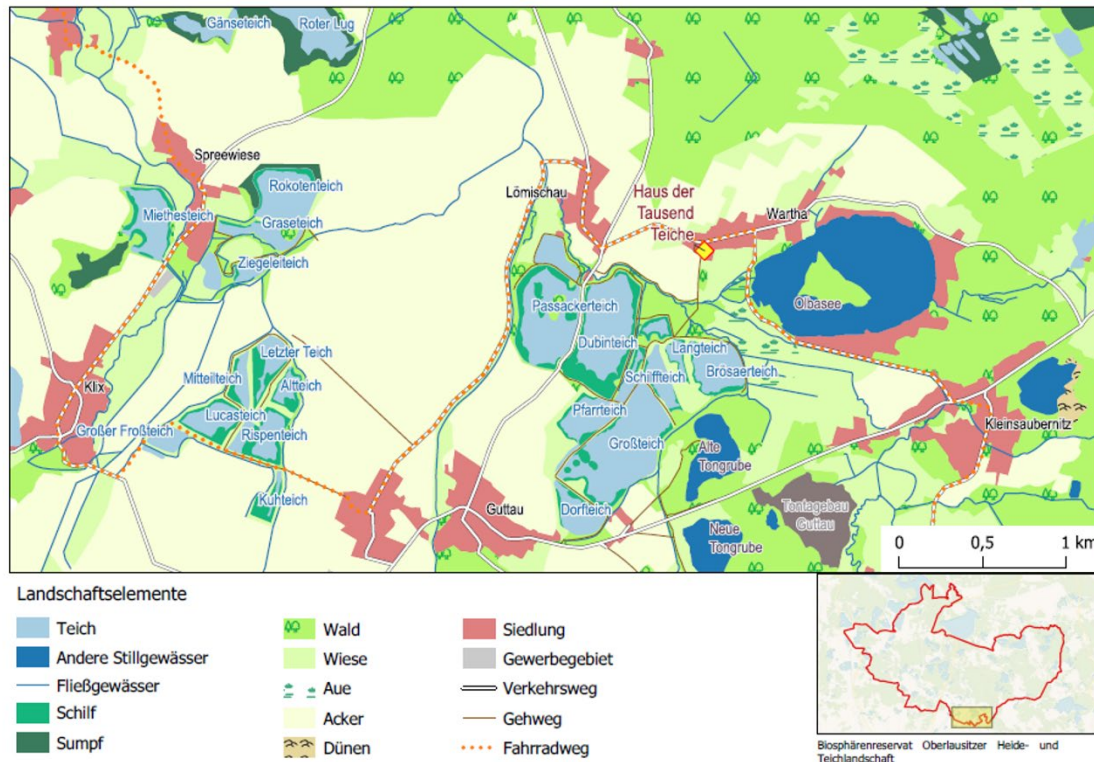 Gänseteich
Roter Lug
Spreewiese
Rokotenteich
Miethesteich
Graseteich
Ziegeleiteich
Lömischau
Haus der
Tausend
Teiche
Wartha
Olbasee
Passackerteich
Dubinteich
Langteich
Schiffteich
Brösaerteich
Letzter Teich
Mitteilteich
Altteich
Lucasteich
Rispenteich
Klix
Großer Froßteich
Kuhteich
Pfarrteich
Großteich
Dorfteich
Guttau
Alte
Tongrube
Neue
Tongrube
Tontagebau
Guttau
Kleinsaubernitz
0 0,5 1 km
Landschaftselemente
Teich
Andere Stillgewässer
Fließgewässer
Schilf
Sumpf
Wald
Wiese
Aue
Acker
Dünen
Siedlung
Gewerbegebiet
Verkehrsweg
Gehweg
Fahrradweg
Biosphärenreservat Oberlausitzer Heide- und
Teichlandschaft